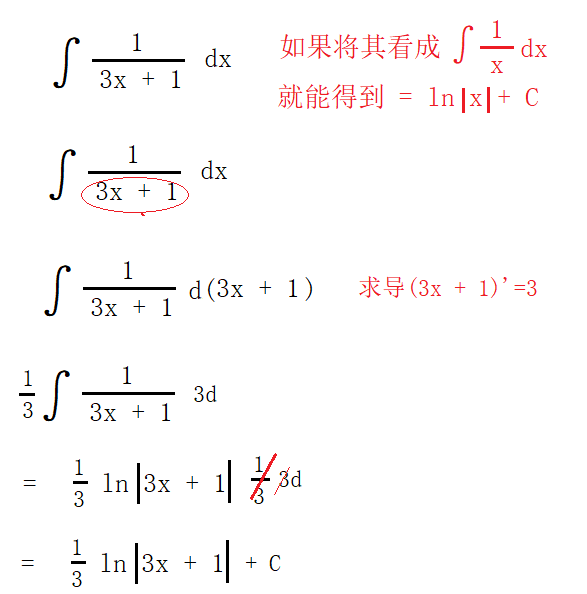 ∫ 1/(3x + 1) dx 如果将其看成 ∫ 1/x dx
就能得到 = ln|x|+ C
∫ 1/(3x + 1) dx
∫ 1/(3x + 1) d(3x + 1) 求导(3x + 1)'=3
1/3 ∫ 1/(3x + 1) 3d
= 1/3 ln|3x + 1| 1/3 3d
= 1/3 ln|3x + 1| + C